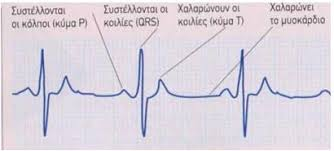 Συστέλλονται
οι κόλποι (κύμα P)
Συστέλλονται οι
κοιλίες (QRS)
Χαλαρώνουν οι
κοιλίες (κύμα T)
Χαλαρώνει
το μυοκάρδιο